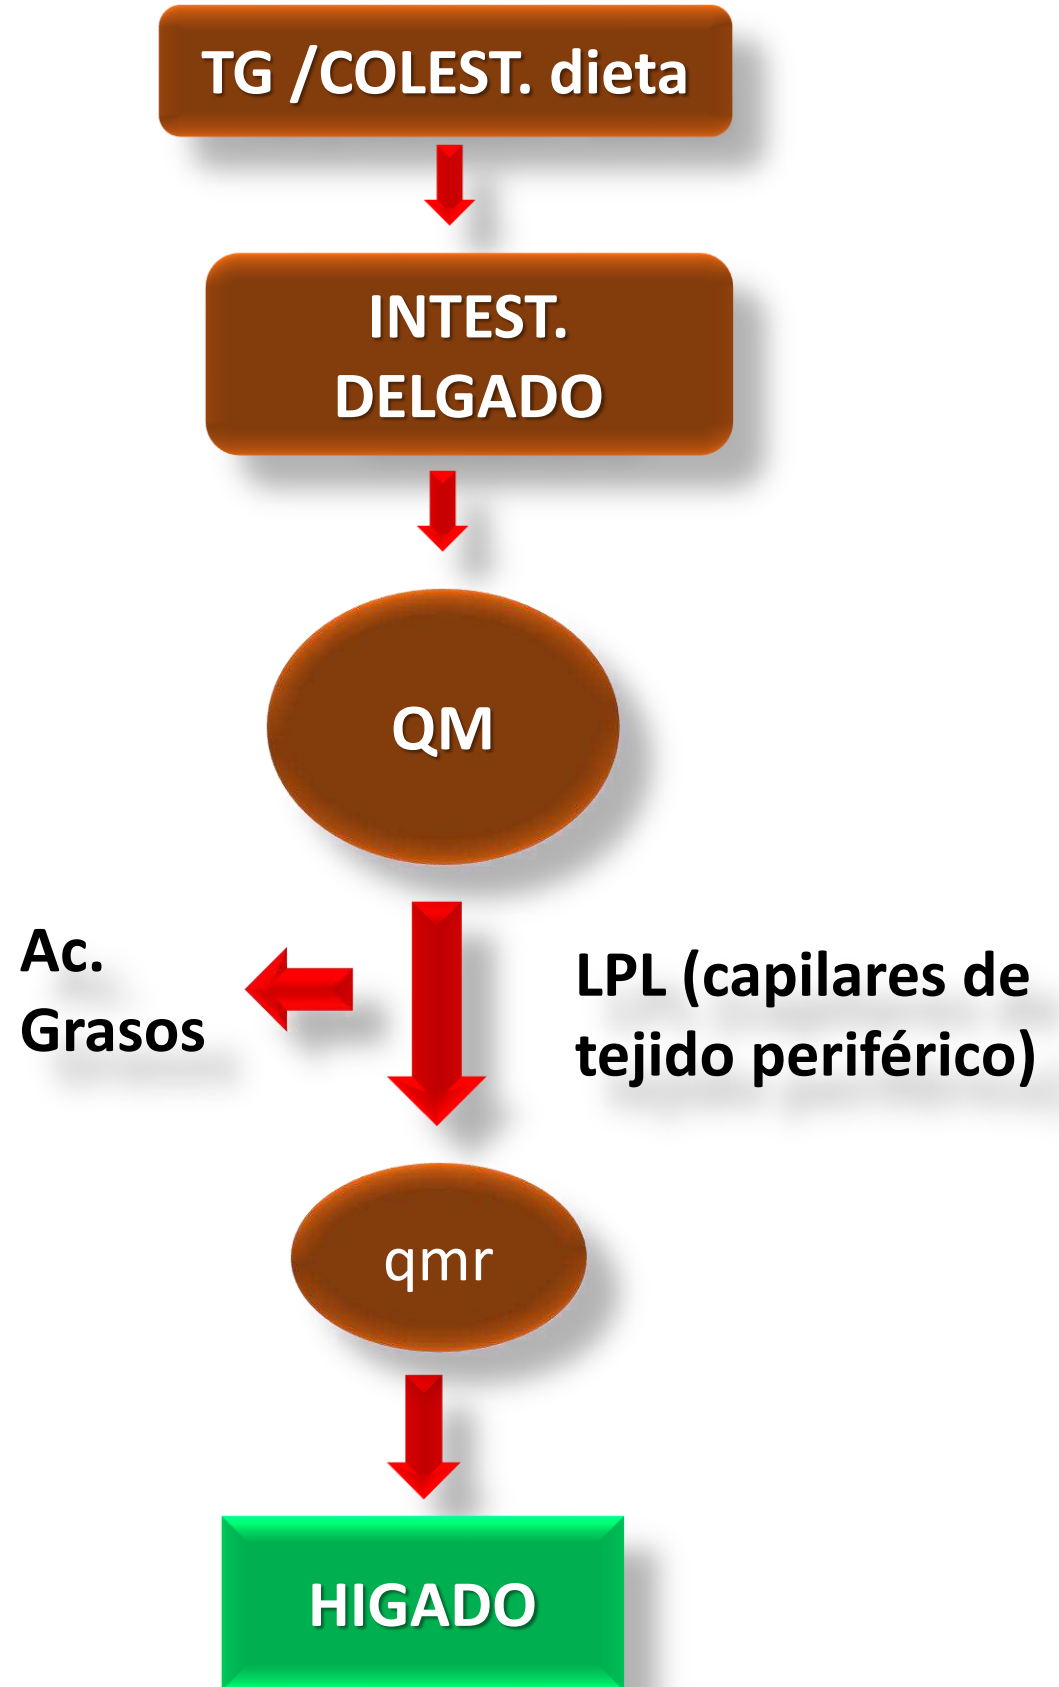 TG /COLEST. dieta
INTEST.
DELGADO
QM
Ac.
Grasos
LPL (capilares de
tejido periférico)
qmr
HIGADO